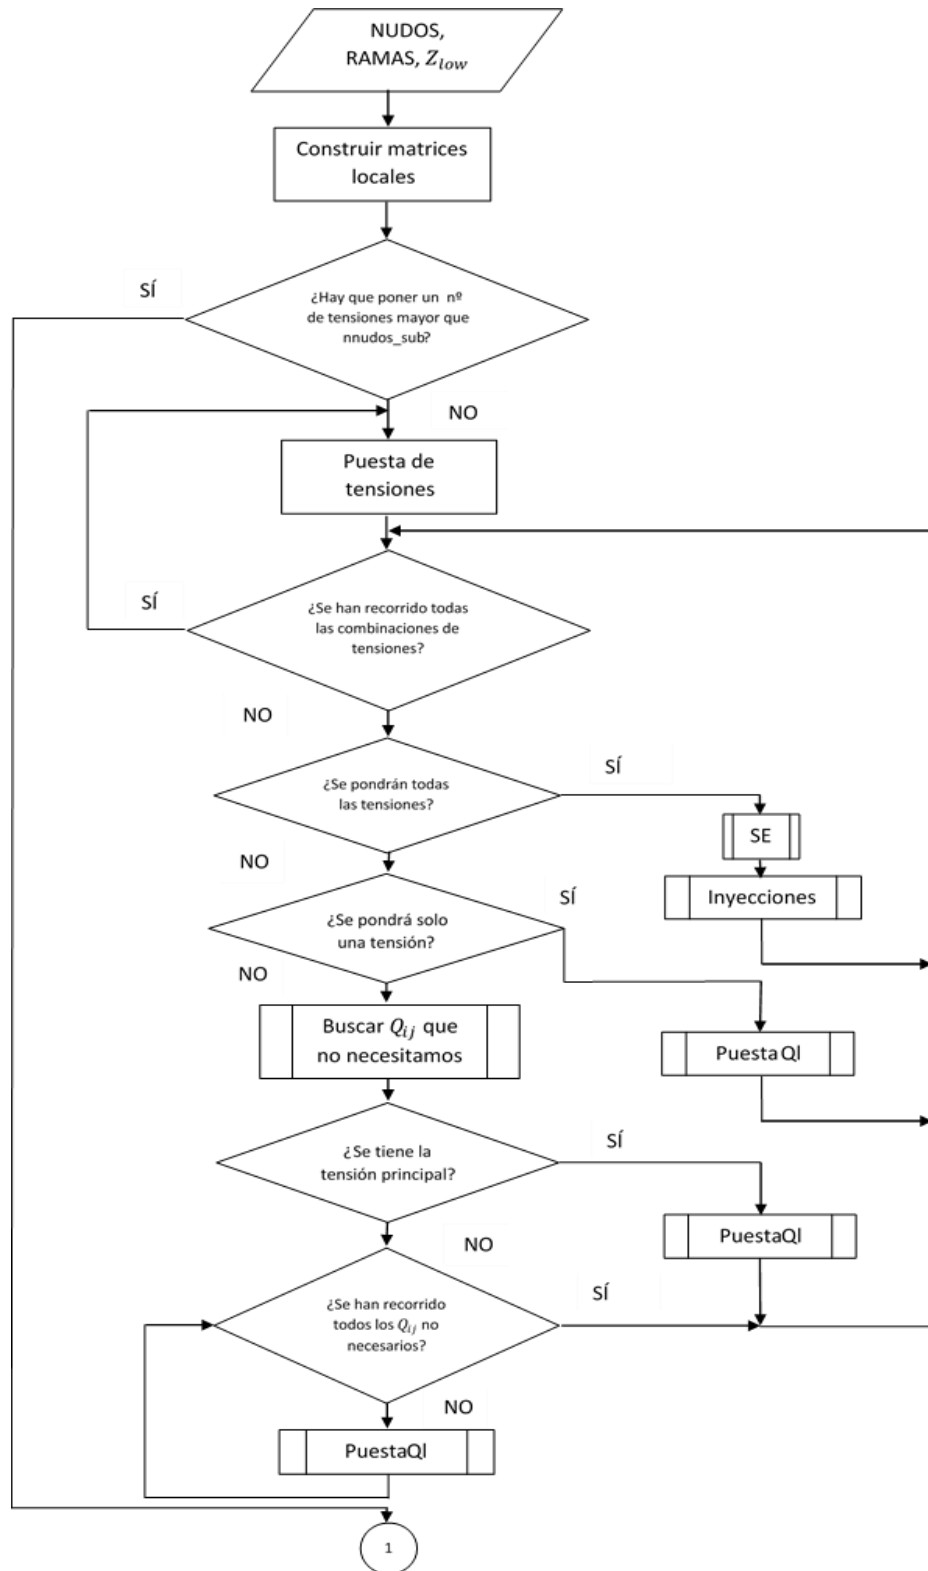 NUDOS,
RAMAS, Z_low
Construir matrices
locales
SÍ
¿Hay que poner un nº
de tensiones mayor que
nnudos_sub?
NO
Puesta de
tensiones
SÍ
¿Se han recorrido todas
las combinaciones de
tensiones?
NO
SÍ
¿Se pondrán todas
las tensiones?
SE
NO
SÍ
Inyecciones
¿Se pondrá solo
una tensión?
NO
Buscar Q_ij que
no necesitamos
PuestaQl
SÍ
¿Se tiene la
tensión principal?
PuestaQl
NO
SÍ
¿Se han recorrido
todos los Q_ij no
necesarios?
NO
PuestaQl
1